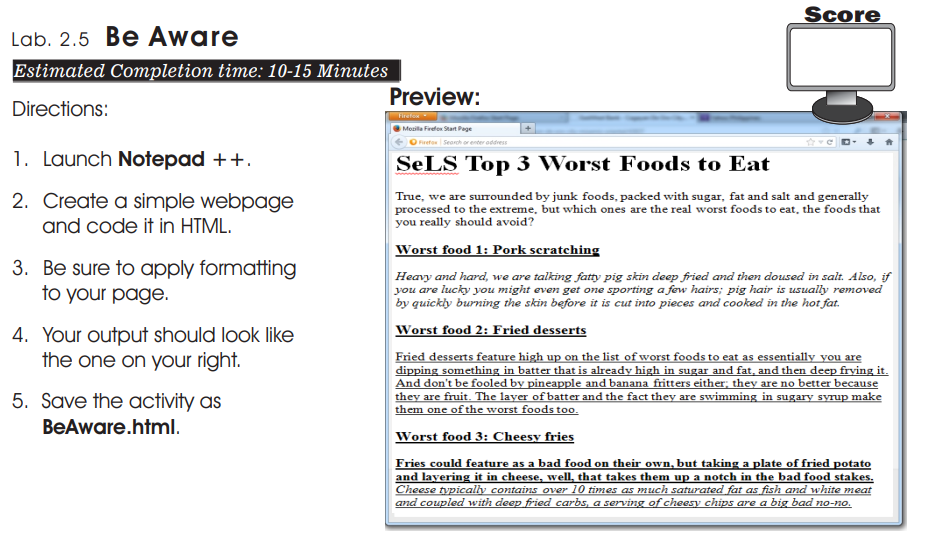 Score
Lab. 2.5 Be Aware
Estimated Completion time: 10-15 Minutes
Directions:
1. Launch Notepad ++.
2. Create a simple webpage
and code it in HTML.
3. Be sure to apply formatting
to your page.
4. Your output should look like
the one on your right.
5. Save the activity as
BeAware.html.
Preview:
Firefox
Mozilla Firefox Start Page
Firefox Search or enter address
SeLS Top 3 Worst Foods to Eat
True, we are surrounded by junk foods, packed with sugar, fat and salt and generally
processed to the extreme, but which ones are the real worst foods to eat, the foods that
you really should avoid?
Worst food 1: Pork scratching
Heavy and hard, we are talking fatty pig skin deep fried and then doused in salt. Also, if
you are lucky you might even get one sporting a few hairs; pig hair is usually removed
by quickly burning the skin before it is cut into pieces and cooked in the hot fat.
Worst food 2: Fried desserts
Fried desserts feature high up on the list of worst foods to eat as essentially you are
dipping something in batter that is already high in sugar and fat, and then deep frying it.
And don't be fooled by pineapple and banana fritters either; they are no better because
they are fruit. The layer of batter and the fact they are swimming in sugary syrup make
them one of the worst foods too.
Worst food 3: Cheesy fries
Fries could feature as a bad food on their own, but taking a plate of fried potato
and layering it in cheese, well, that takes them up a notch in the bad food stakes.
Cheese typically contains over 10 times as much saturated fat as fish and white meat
and coupled with deep fried carbs, a serving of cheesy chips are a big bad no-no.